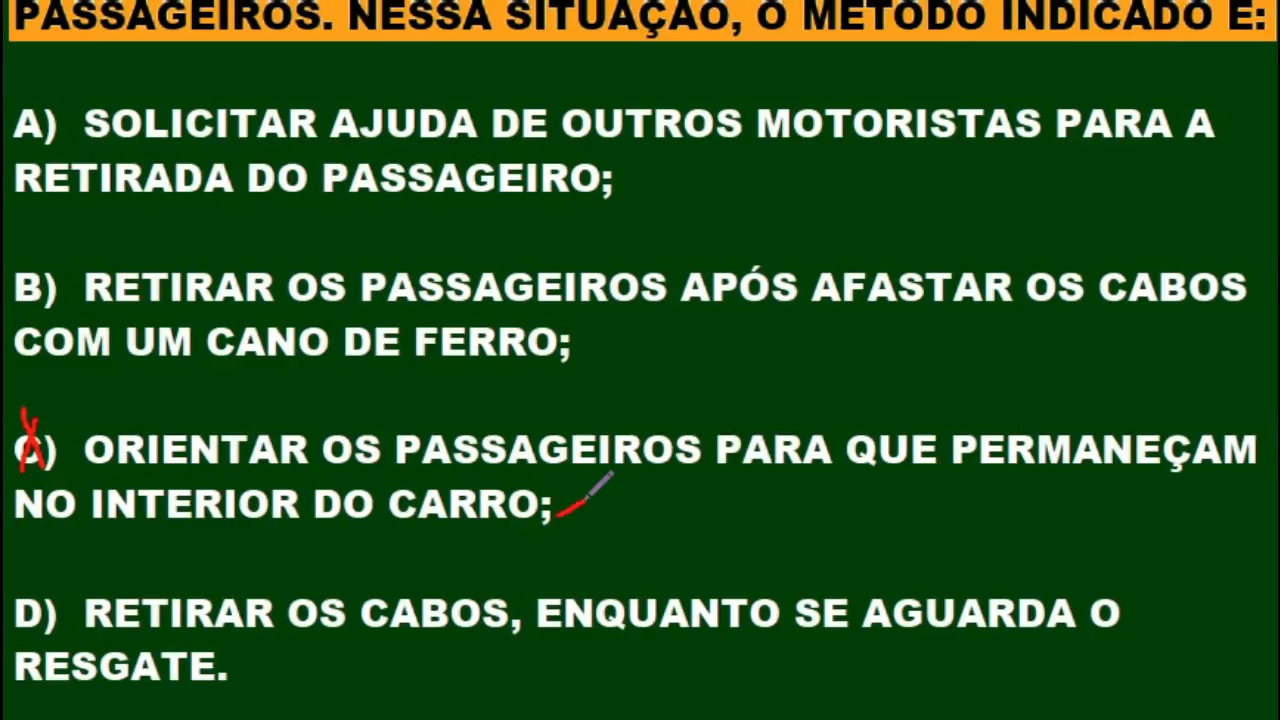 PASSAGEIROS. NESSA SITUAÇÃO, O MÉTODO INDICADO É:
A) SOLICITAR AJUDA DE OUTROS MOTORISTAS PARA A
RETIRADA DO PASSAGEIRO;
B) RETIRAR OS PASSAGEIROS APÓS AFASTAR OS CABOS
COM UM CANO DE FERRO;
C) ORIENTAR OS PASSAGEIROS PARA QUE PERMANEÇAM
NO INTERIOR DO CARRO;
D) RETIRAR OS CABOS, ENQUANTO SE AGUARDA O
RESGATE.